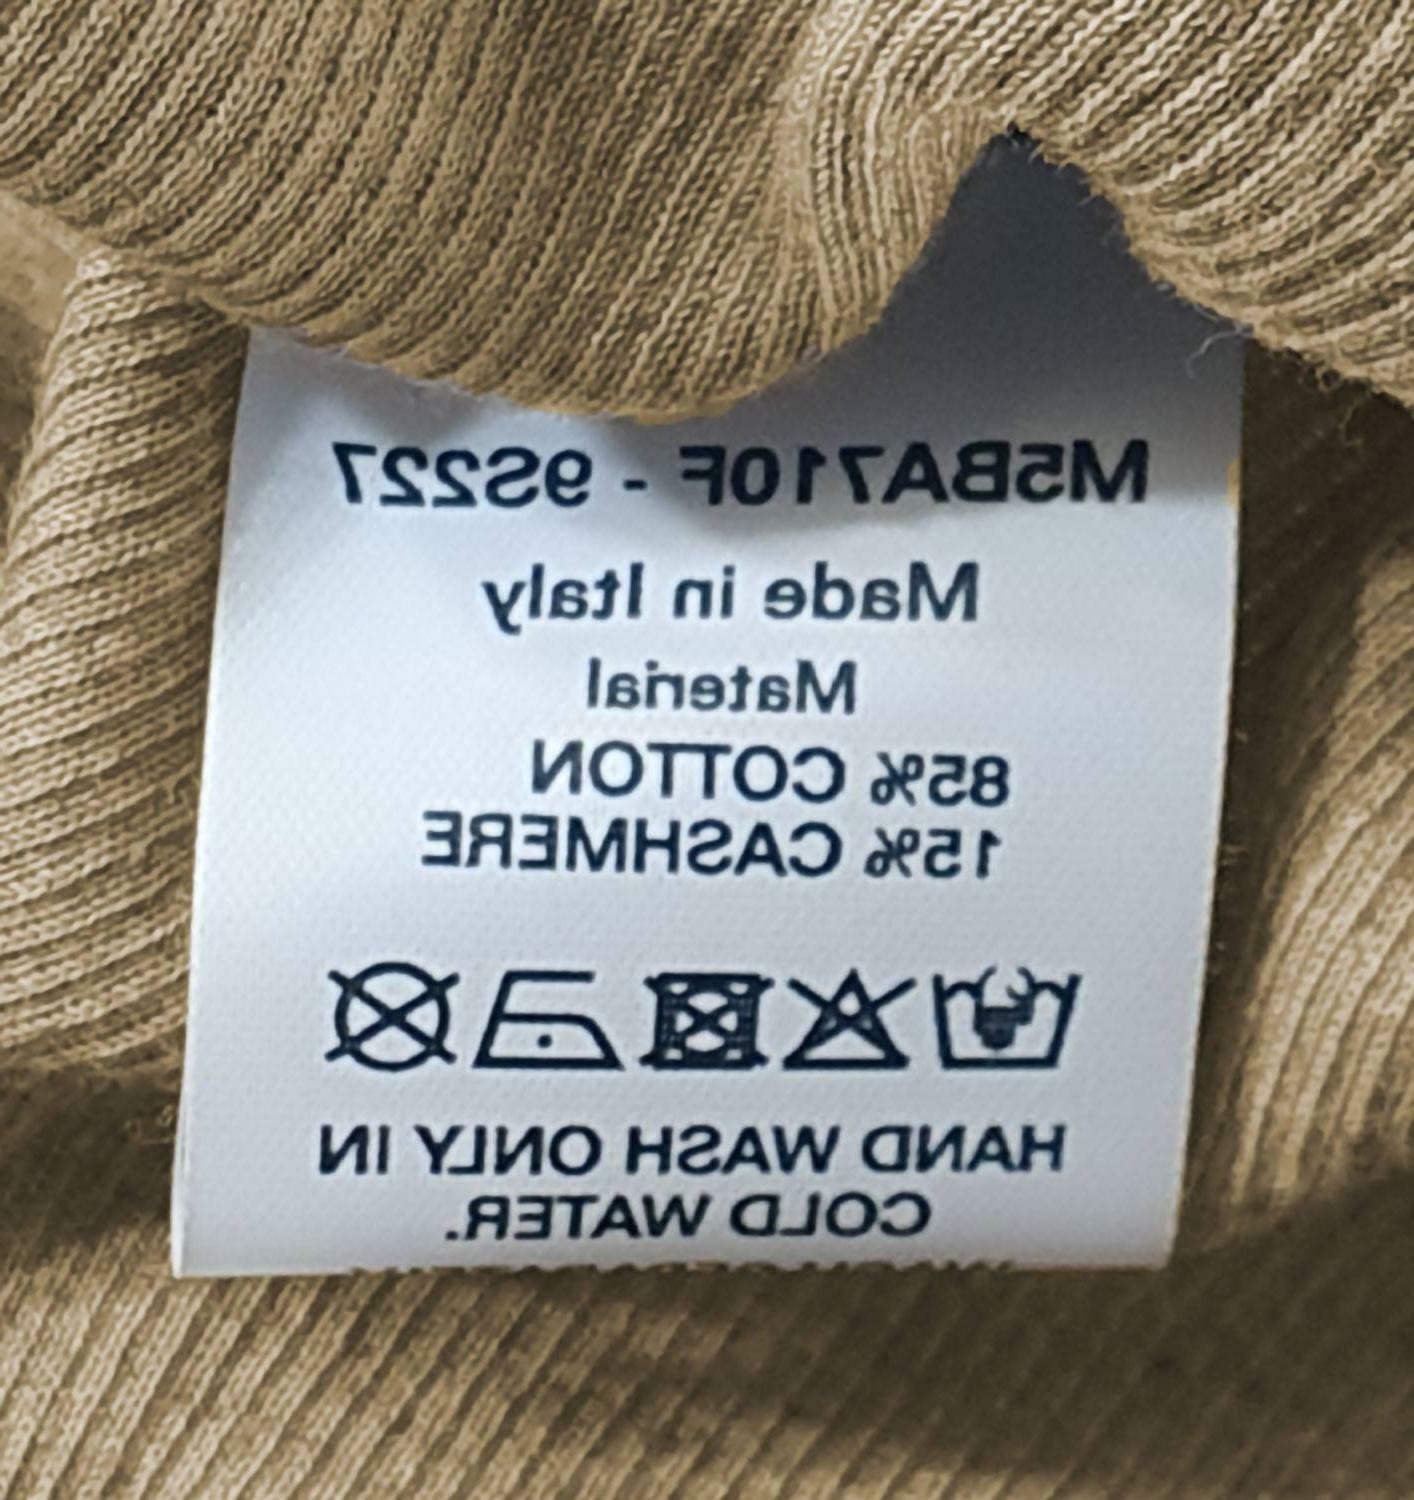 M5BA710F - 9S227
Made in Italy
Material
85% COTTON
15% CASHMERE
HAND WASH ONLY IN
COLD WATER.